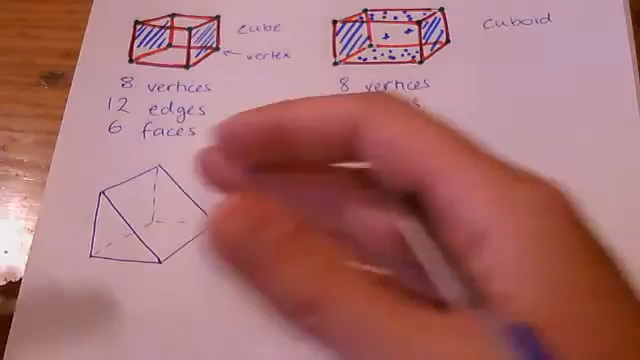 cube
vertex
8 vertices
12 edges
6 faces
cuboid
8 vertices